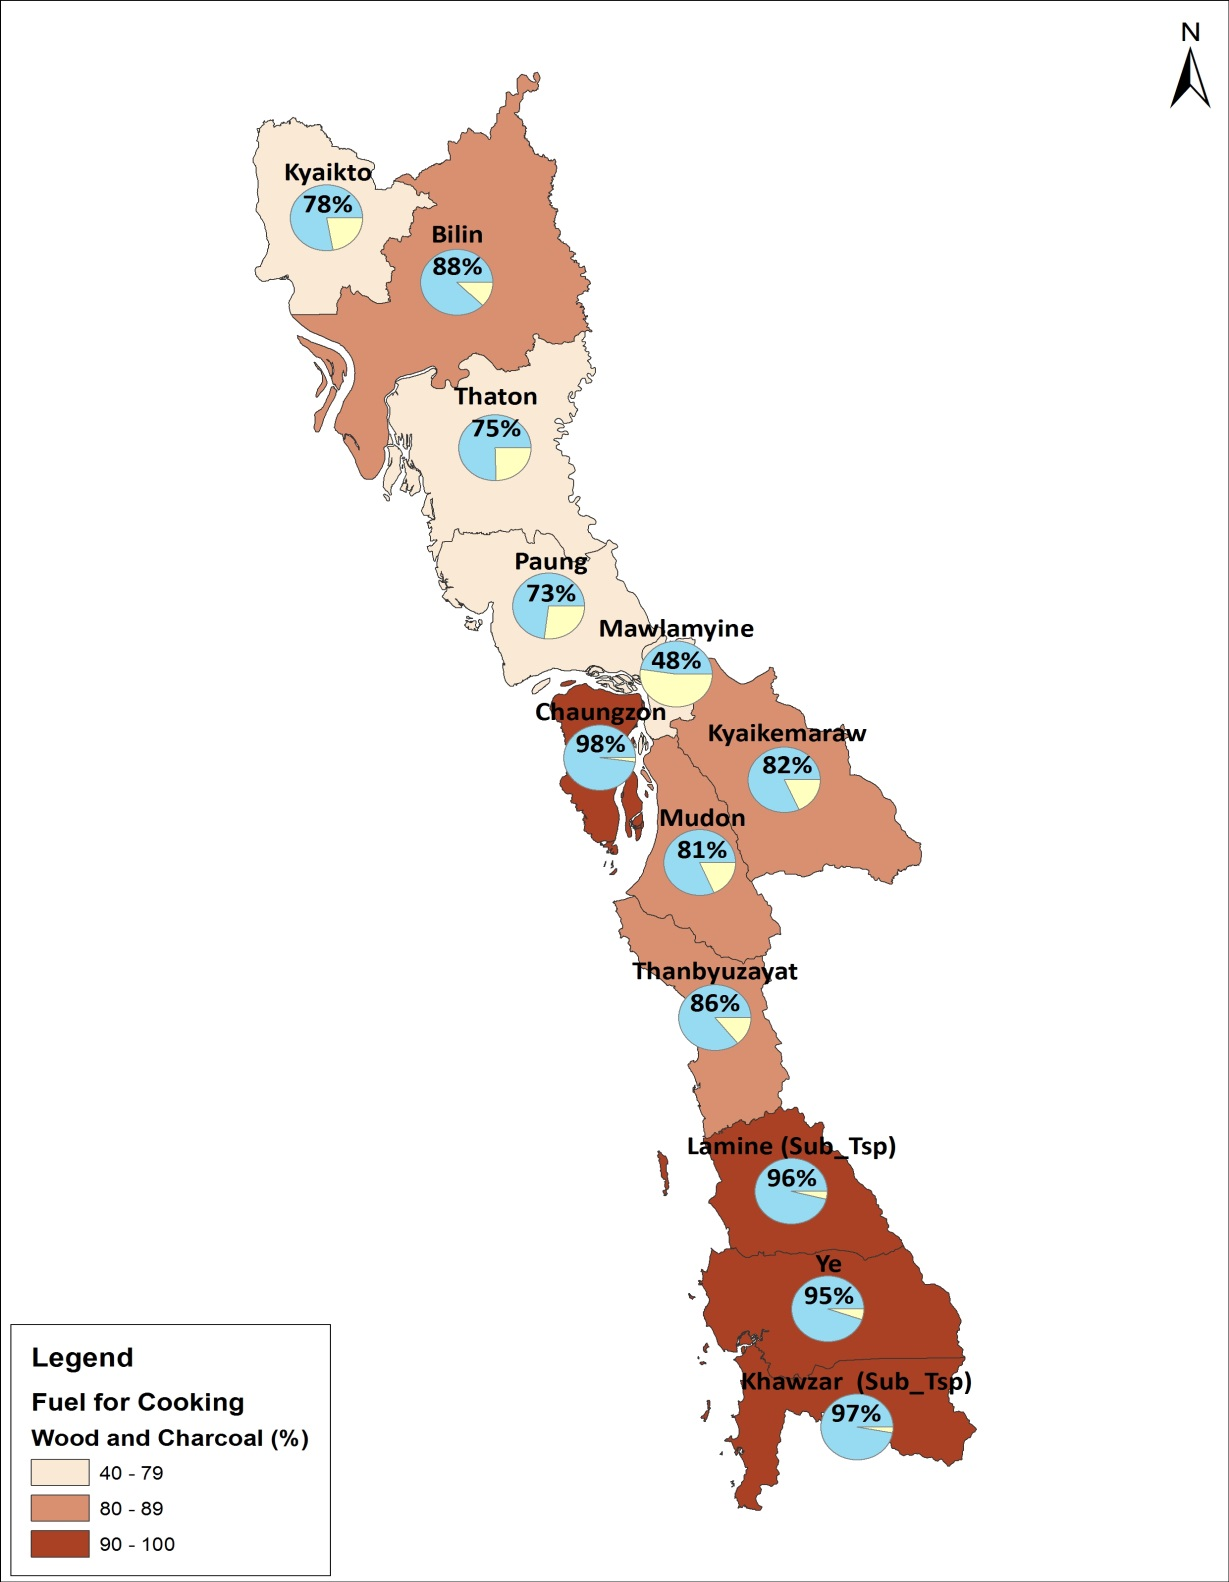 N
Kyaikto
78%
Bilin
88%
Thaton
75%
Paung
73%
Mawlamyine
48%
Chaungzon
98%
Kyaikemaraw
82%
Mudon
81%
Thanbyuzayat
86%
Lamine (Sub_Tsp)
96%
Ye
95%
Khawzar (Sub_Tsp)
97%
Legend
Fuel for Cooking
Wood and Charcoal (%)
40 - 79
80 - 89
90 - 100